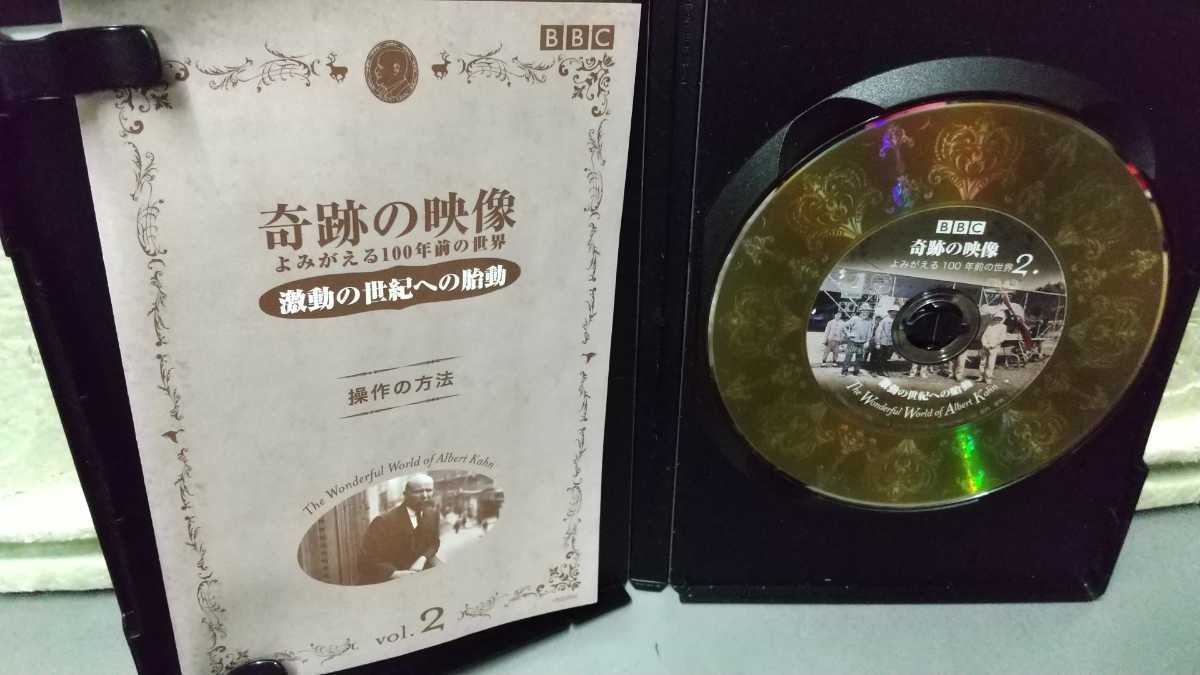 BBC
奇跡の映像
よみがえる100年前の世界
激動の世紀への胎動
操作の方法
The Wonderful World of Albert Kahn
vol. 2
BBC
奇跡の映像
よみがえる 100 年前の世界 2.
激動の世紀への胎動
The Wonderful World of Albert Kahn